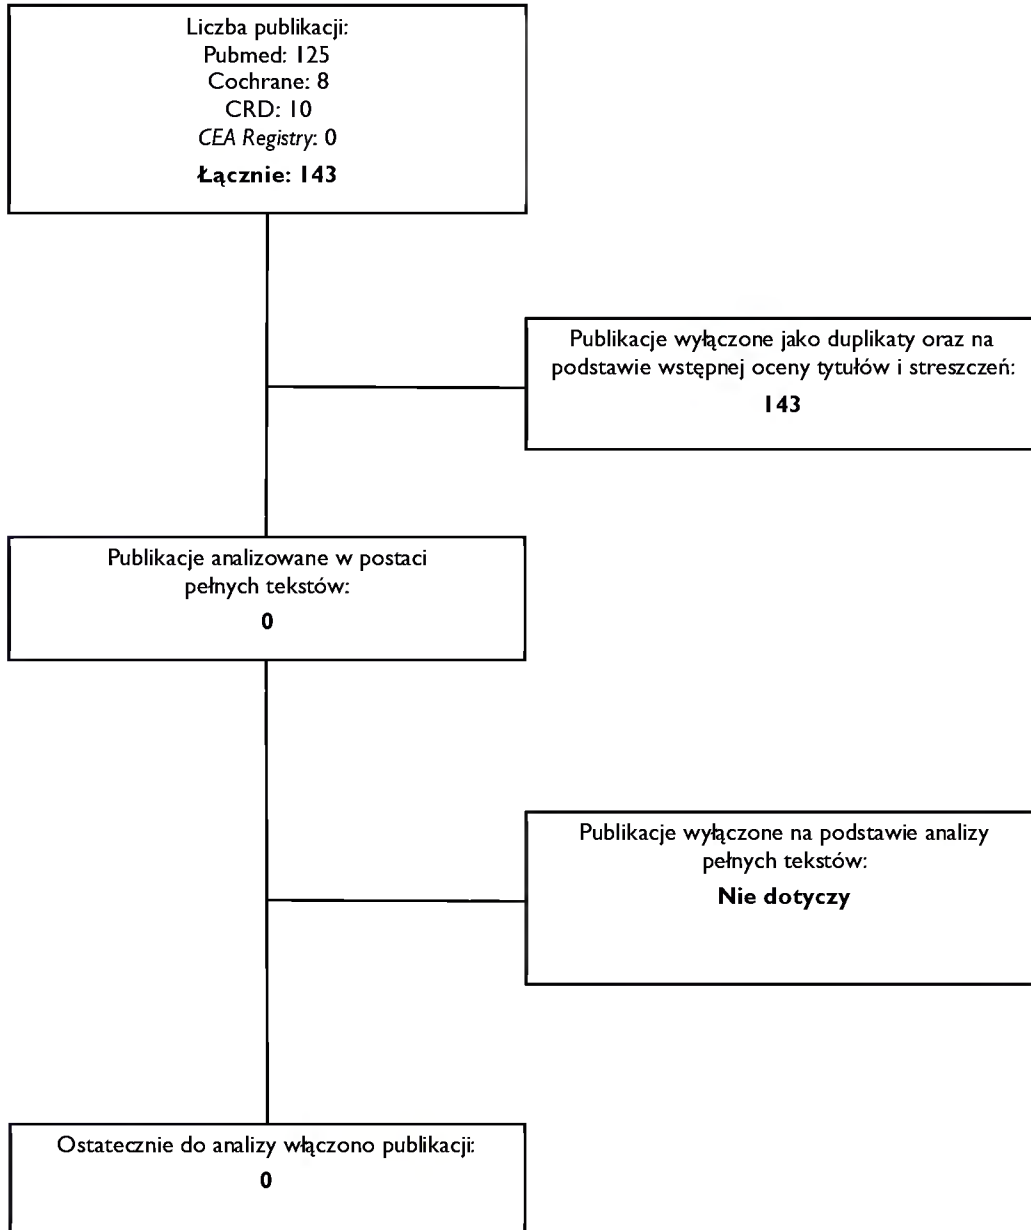 Liczba publikacji:
Pubmed: 125
Cochrane: 8
CRD: 10
CEA Registry: 0
Łącznie: 143
Publikacje wyłączone jako duplikaty oraz na
podstawie wstępnej oceny tytułów i streszczeń:
143
Publikacje analizowane w postaci
pełnych tekstów:
0
Publikacje wyłączone na podstawie analizy
pełnych tekstów:
Nie dotyczy
Ostatecznie do analizy włączono publikacji:
0